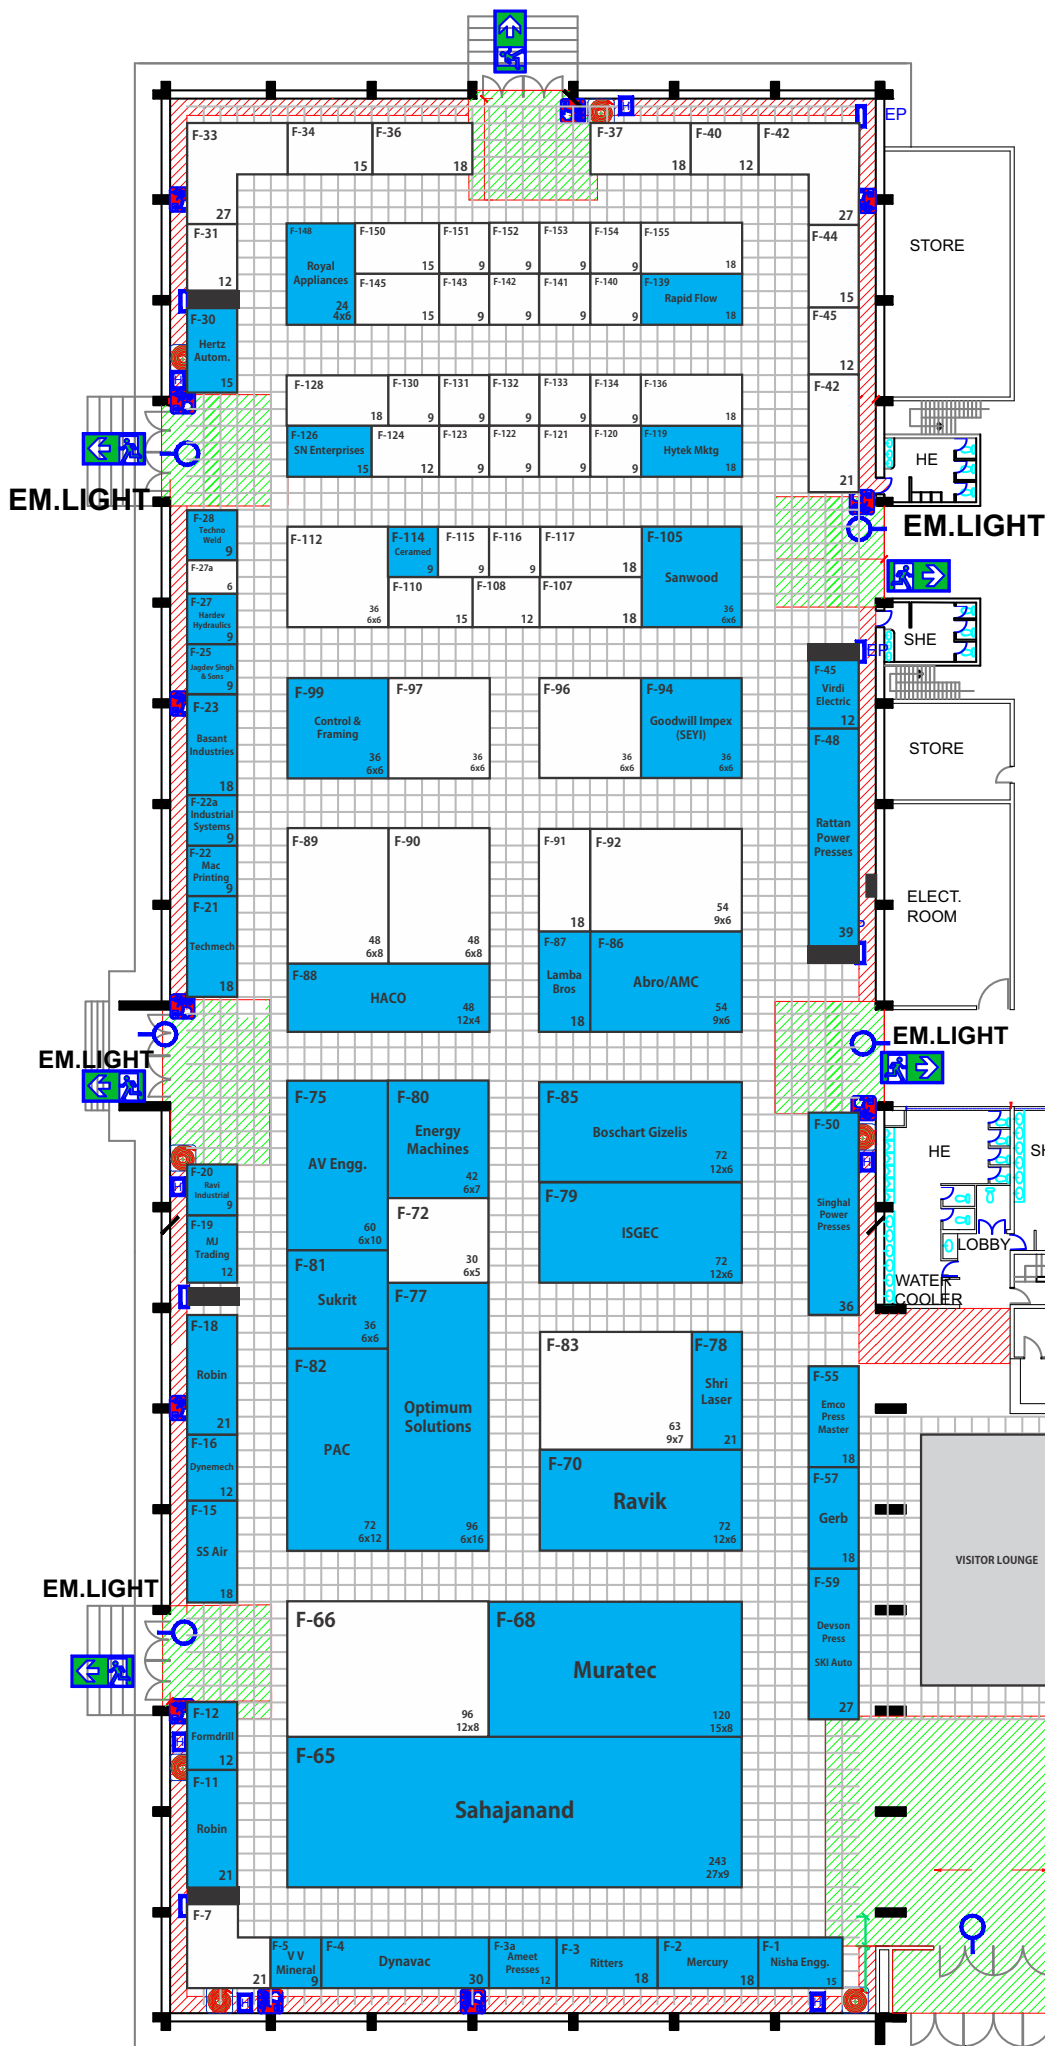 EP
F-33
27
F-34
15
F-36
18
F-37
18
F-40
12
F-42
27
F-31
12
F-30
Hertz
Autom.
15
F-148
Royal
Appliances
24
4x6
F-150
15
F-151
9
F-152
9
F-153
9
F-154
9
F-155
18
F-145
15
F-143
9
F-142
9
F-141
9
F-140
9
F-139
Rapid Flow
18
F-44
15
F-45
12
F-42
21
STORE
F-128
18
F-130
9
F-131
9
F-132
9
F-133
9
F-134
9
F-136
18
F-126
SN Enterprises
15
F-124
12
F-123
9
F-122
9
F-121
9
F-120
9
F-119
Hytek Mktg
18
HE
EM.LIGHT
EM.LIGHT
F-28
Techno
Weld
9
F-27a
6
F-27
Hardev
Hydraulics
9
F-25
Jagdev Singh
& Sons
9
F-23
Basant
Industries
18
F-22a
Industrial
Systems
9
F-22
Mac
Printing
9
F-21
Techmech
18
F-112
36
6x6
F-114
Ceramed
9
F-115
9
F-116
9
F-117
18
F-110
15
F-108
12
F-107
18
F-105
Sanwood
36
6x6
SHE
EP
F-45
Virdi
Electric
12
F-48
Rattan
Power
Presses
39
F-99
Control &
Framing
36
6x6
F-97
36
6x6
F-96
36
6x6
F-94
Goodwill Impex
(SEYI)
36
6x6
STORE
F-89
48
6x8
F-90
48
6x8
F-91
18
F-92
54
9x6
ELECT.
ROOM
F-88
HACO
48
12x4
F-87
Lamba
Bros
18
F-86
Abro/AMC
54
9x6
EM.LIGHT
EM.LIGHT
F-75
AV Engg.
60
6x10
F-80
Energy
Machines
42
6x7
F-85
Boschart Gizelis
72
12x6
F-50
Singhal
Power
Presses
36
HE
LOBBY
WATER
COOLER
F-20
Ravi
Industrial
9
F-19
MJ
Trading
12
F-72
30
6x5
F-79
ISGEC
72
12x6
F-81
Sukrit
36
6x6
F-77
Optimum
Solutions
96
6x16
F-18
Robin
21
F-16
Dynemech
12
F-15
SS Air
18
F-82
PAC
72
6x12
F-83
63
9x7
F-78
Shri
Laser
21
F-70
Ravik
72
12x6
F-55
Emco
Press
Master
18
F-57
Gerb
18
F-59
Devson
Press
SKI Auto
27
VISITOR LOUNGE
EM.LIGHT
F-66
96
12x8
F-68
Muratec
120
15x8
F-12
Formdrill
12
F-11
Robin
21
F-65
Sahajanand
243
27x9
F-7
21
F-5
V V
Mineral
9
F-4
Dynavac
30
F-3a
Ameet
Presses
12
F-3
Ritters
18
F-2
Mercury
18
F-1
Nisha Engg.
15